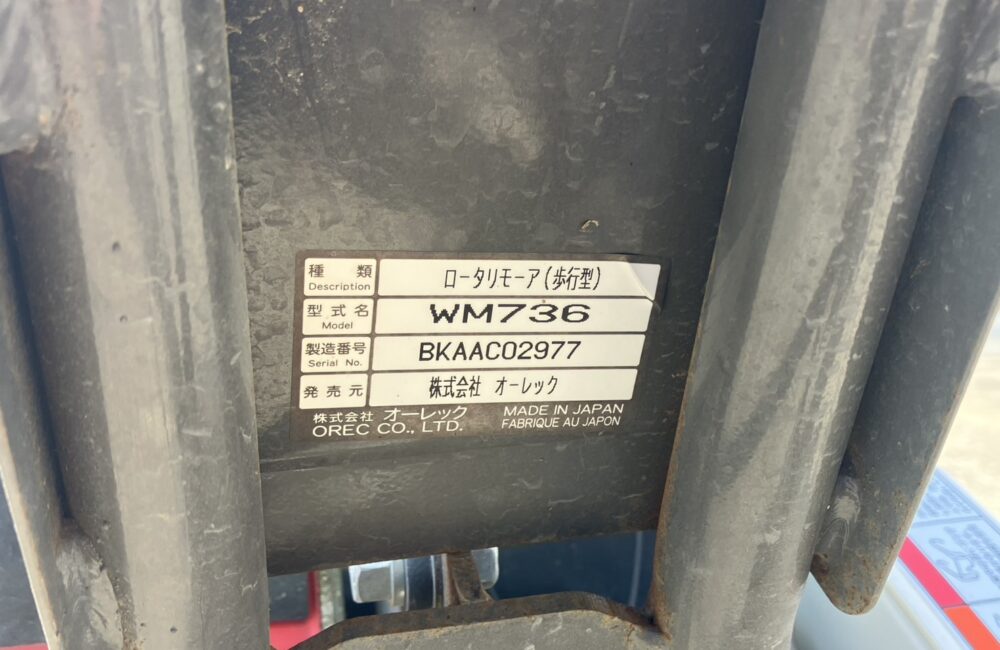 種類 ロータリモーア(歩行型)
Description
型式名 WM736
Model
製造番号 BKAAC02977
Serial No.
発売元 株式会社 オーレック
株式会社 オーレック MADE IN JAPAN
OREC CO., LTD. FABRIQUE AU JAPON